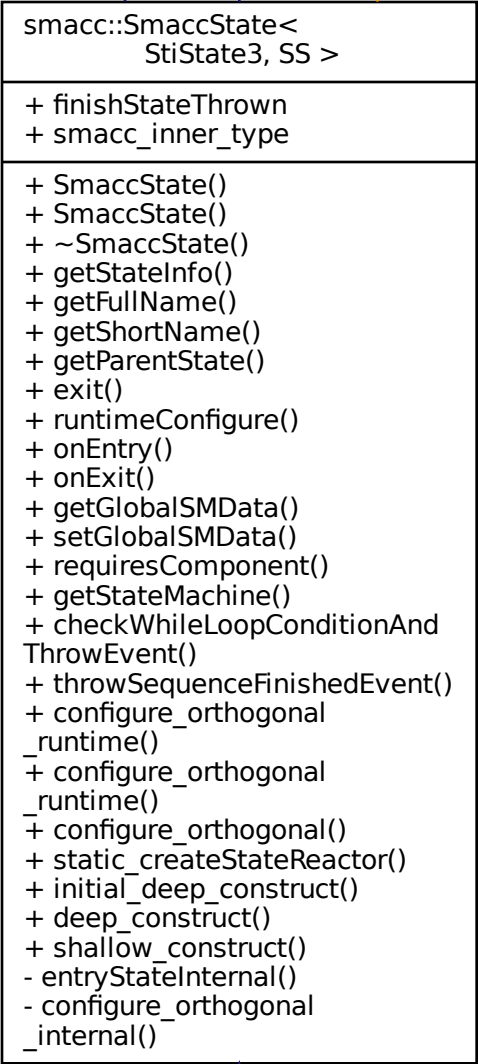 smacc::SmaccState<
StiState3, SS >
+ finishStateThrown
+ smacc_inner_type
+ SmaccState()
+ SmaccState()
+ ~SmaccState()
+ getStateInfo()
+ getFullName()
+ getShortName()
+ getParentState()
+ exit()
+ runtimeConfigure()
+ onEntry()
+ onExit()
+ getGlobalSMData()
+ setGlobalSMData()
+ requiresComponent()
+ getStateMachine()
+ checkWhileLoopConditionAnd
ThrowEvent()
+ throwSequenceFinishedEvent()
+ configure_orthogonal
_runtime()
+ configure_orthogonal
_runtime()
+ configure_orthogonal()
+ static_createStateReactor()
+ initial_deep_construct()
+ deep_construct()
+ shallow_construct()
- entryStateInternal()
- configure_orthogonal
_internal()